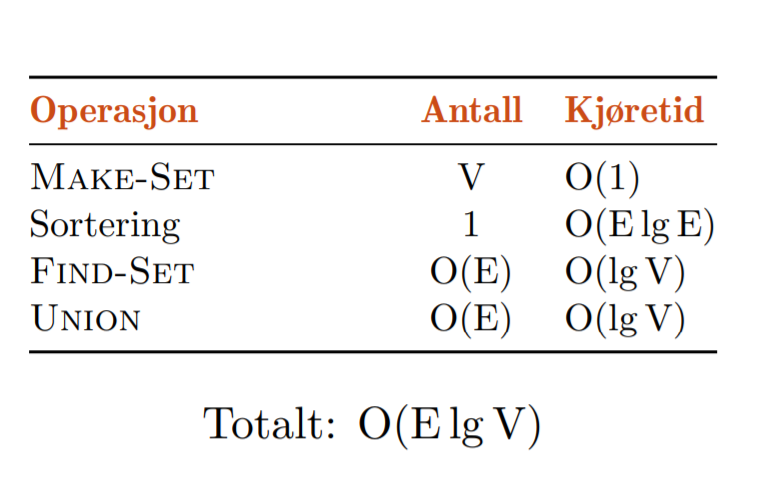 Operasjon Antall Kjøretid
Make-Set V O(1)
Sortering 1 O(E lg E)
Find-Set O(E) O(lg V)
Union O(E) O(lg V)
Totalt: O(E lg V)